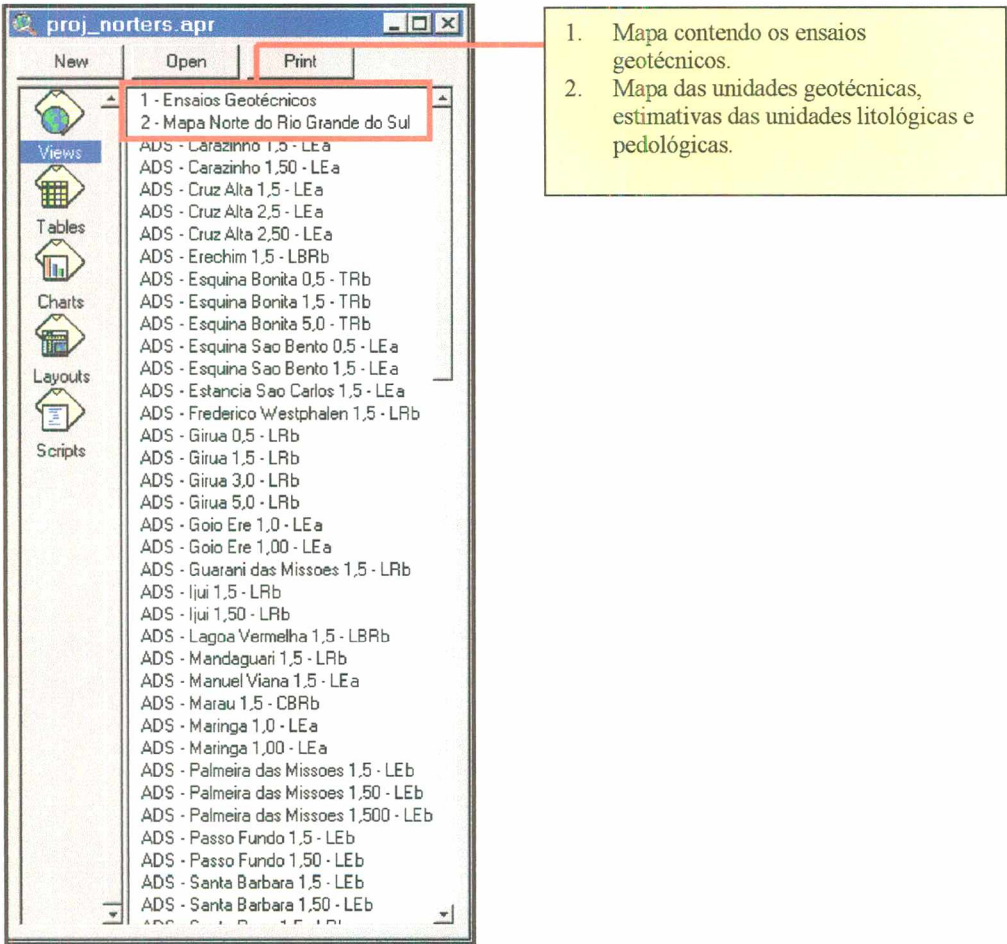 proj_norters.apr
New Open Print
1 - Ensaios Geotécnicos
2 - Mapa Norte do Rio Grande do Sul
ADS - Carazinho 1,5 - LEa
ADS - Carazinho 1,50 - LEa
ADS - Cruz Alta 1,5 - LEa
ADS - Cruz Alta 2,5 - LEa
ADS - Cruz Alta 2,50 - LEa
ADS - Erechim 1,5 - LBRb
ADS - Esquina Bonita 0,5 - TRb
ADS - Esquina Bonita 1,5 - TRb
ADS - Esquina Bonita 5,0 - TRb
ADS - Esquina Sao Bento 0,5 - LEa
ADS - Esquina Sao Bento 1,5 - LEa
ADS - Estancia Sao Carlos 1,5 - LEa
ADS - Frederico Westphalen 1,5 - LRb
ADS - Girua 0,5 - LRb
ADS - Girua 1,5 - LRb
ADS - Girua 3,0 - LRb
ADS - Girua 5,0 - LRb
ADS - Goio Ere 1,0 - LEa
ADS - Goio Ere 1,00 - LEa
ADS - Guarani das Missoes 1,5 - LRb
ADS - Ijui 1,5 - LRb
ADS - Ijui 1,50 - LRb
ADS - Lagoa Vermelha 1,5 - LBRb
ADS - Mandaguari 1,5 - LRb
ADS - Manuel Viana 1,5 - LEa
ADS - Marau 1,5 - CBRb
ADS - Maringa 1,0 - LEa
ADS - Maringa 1,00 - LEa
ADS - Palmeira das Missoes 1,5 - LEb
ADS - Palmeira das Missoes 1,50 - LEb
ADS - Palmeira das Missoes 1,500 - LEb
ADS - Passo Fundo 1,5 - LEb
ADS - Passo Fundo 1,50 - LEb
ADS - Santa Barbara 1,5 - LEb
ADS - Santa Barbara 1,50 - LEb
Views
Tables
Charts
Layouts
Scripts
1. Mapa contendo os ensaios
geotécnicos.
2. Mapa das unidades geotécnicas,
estimativas das unidades litológicas e
pedológicas.